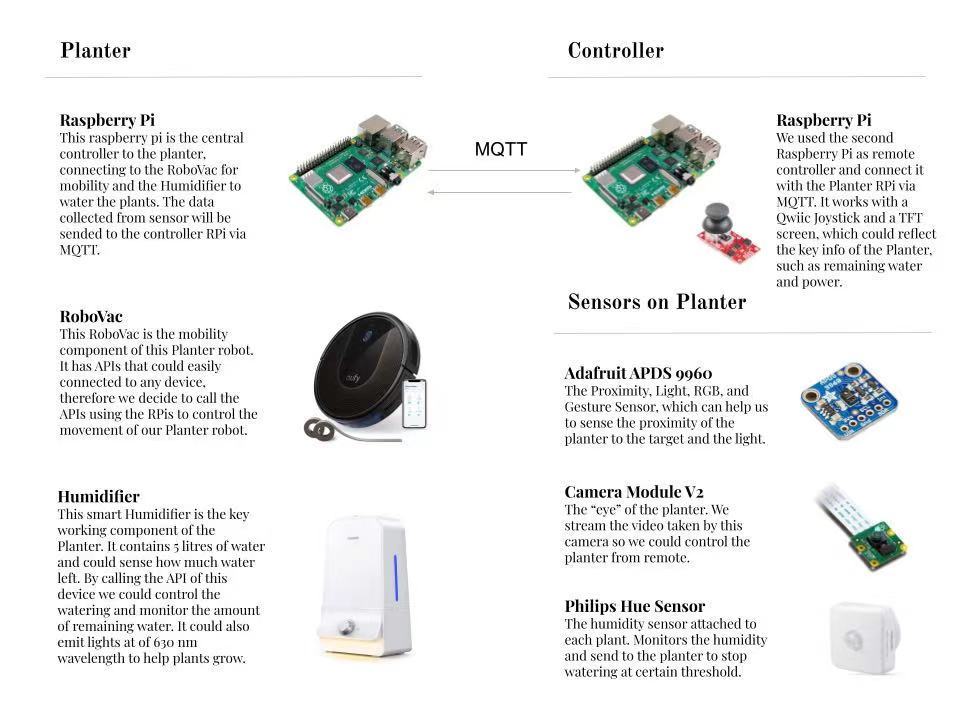 Planter
Raspberry Pi
This raspberry pi is the central
controller to the planter,
connecting to the RoboVac for
mobility and the Humidifier to
water the plants. The data
collected from sensor will be
sended to the controller RPi via
MQTT.
RoboVac
This RoboVac is the mobility
component of this Planter robot.
It has APIs that could easily
connected to any device,
therefore we decide to call the
APIs using the RPis to control the
movement of our Planter robot.
eufy
Humidifier
This smart Humidifier is the key
working component of the
Planter. It contains 5 litres of water
and could sense how much water
left. By calling the API of this
device we could control the
watering and monitor the amount
of remaining water. It could also
emit lights at of 630 nm
wavelength to help plants grow.
MQTT
Controller
Raspberry Pi
We used the second
Raspberry Pi as remote
controller and connect it
with the Planter RPi via
MQTT. It works with a
Qwiic Joystick and a TFT
screen, which could reflect
the key info of the Planter,
such as remaining water
and power.
Sensors on Planter
Adafruit APDS 9960
The Proximity, Light, RGB, and
Gesture Sensor, which can help us
to sense the proximity of the
planter to the target and the light.
Camera Module V2
The “eye” of the planter. We
stream the video taken by this
camera so we could control the
planter from remote.
Philips Hue Sensor
The humidity sensor attached to
each plant. Monitors the humidity
and send to the planter to stop
watering at certain threshold.